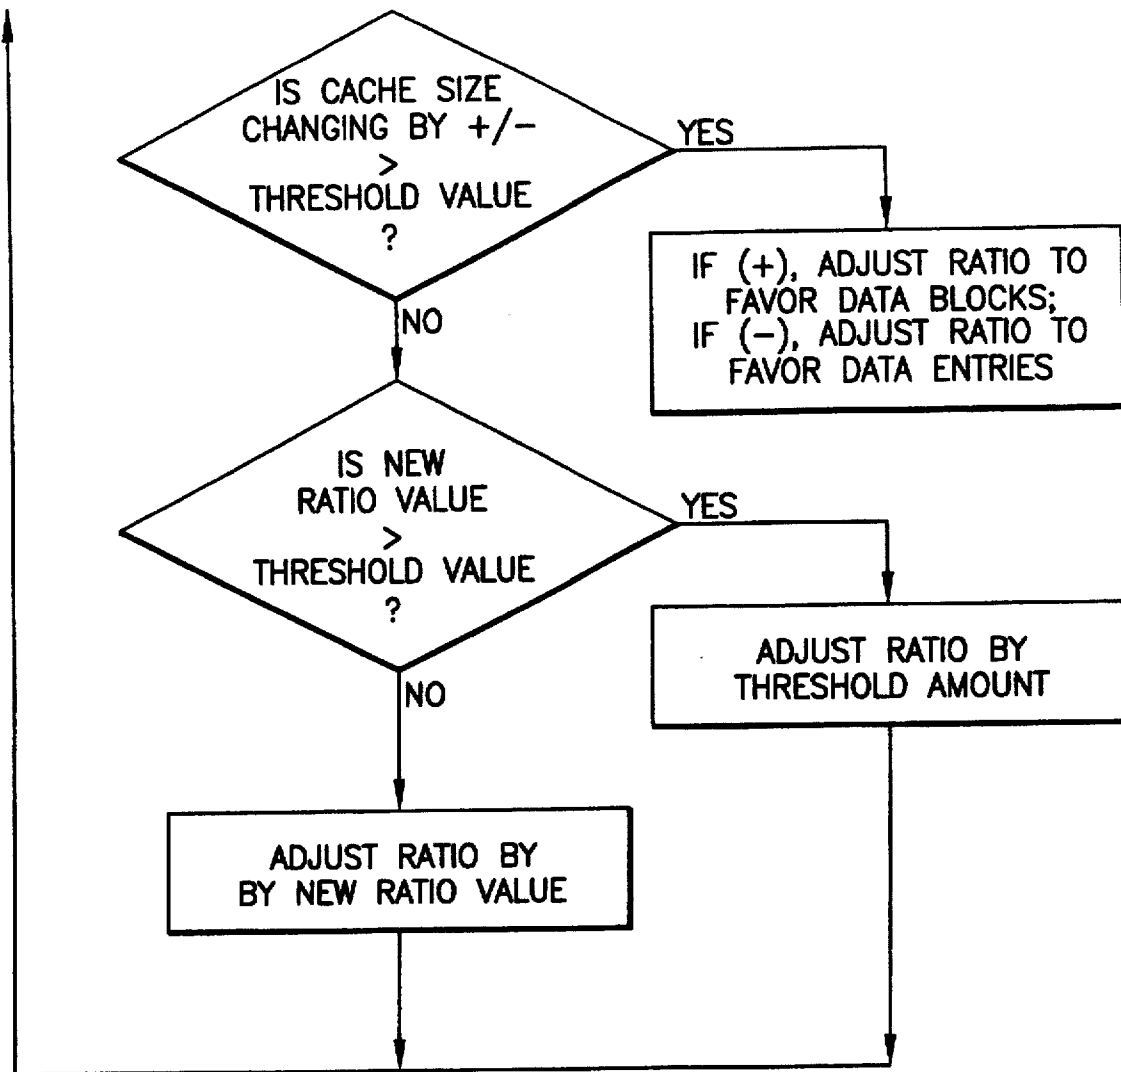 IS CACHE SIZE
CHANGING BY +/-
>
THRESHOLD VALUE
?
YES
IF (+), ADJUST RATIO TO
FAVOR DATA BLOCKS;
IF (-), ADJUST RATIO TO
FAVOR DATA ENTRIES
NO
IS NEW
RATIO VALUE
>
THRESHOLD VALUE
?
YES
ADJUST RATIO BY
THRESHOLD AMOUNT
NO
ADJUST RATIO BY
BY NEW RATIO VALUE